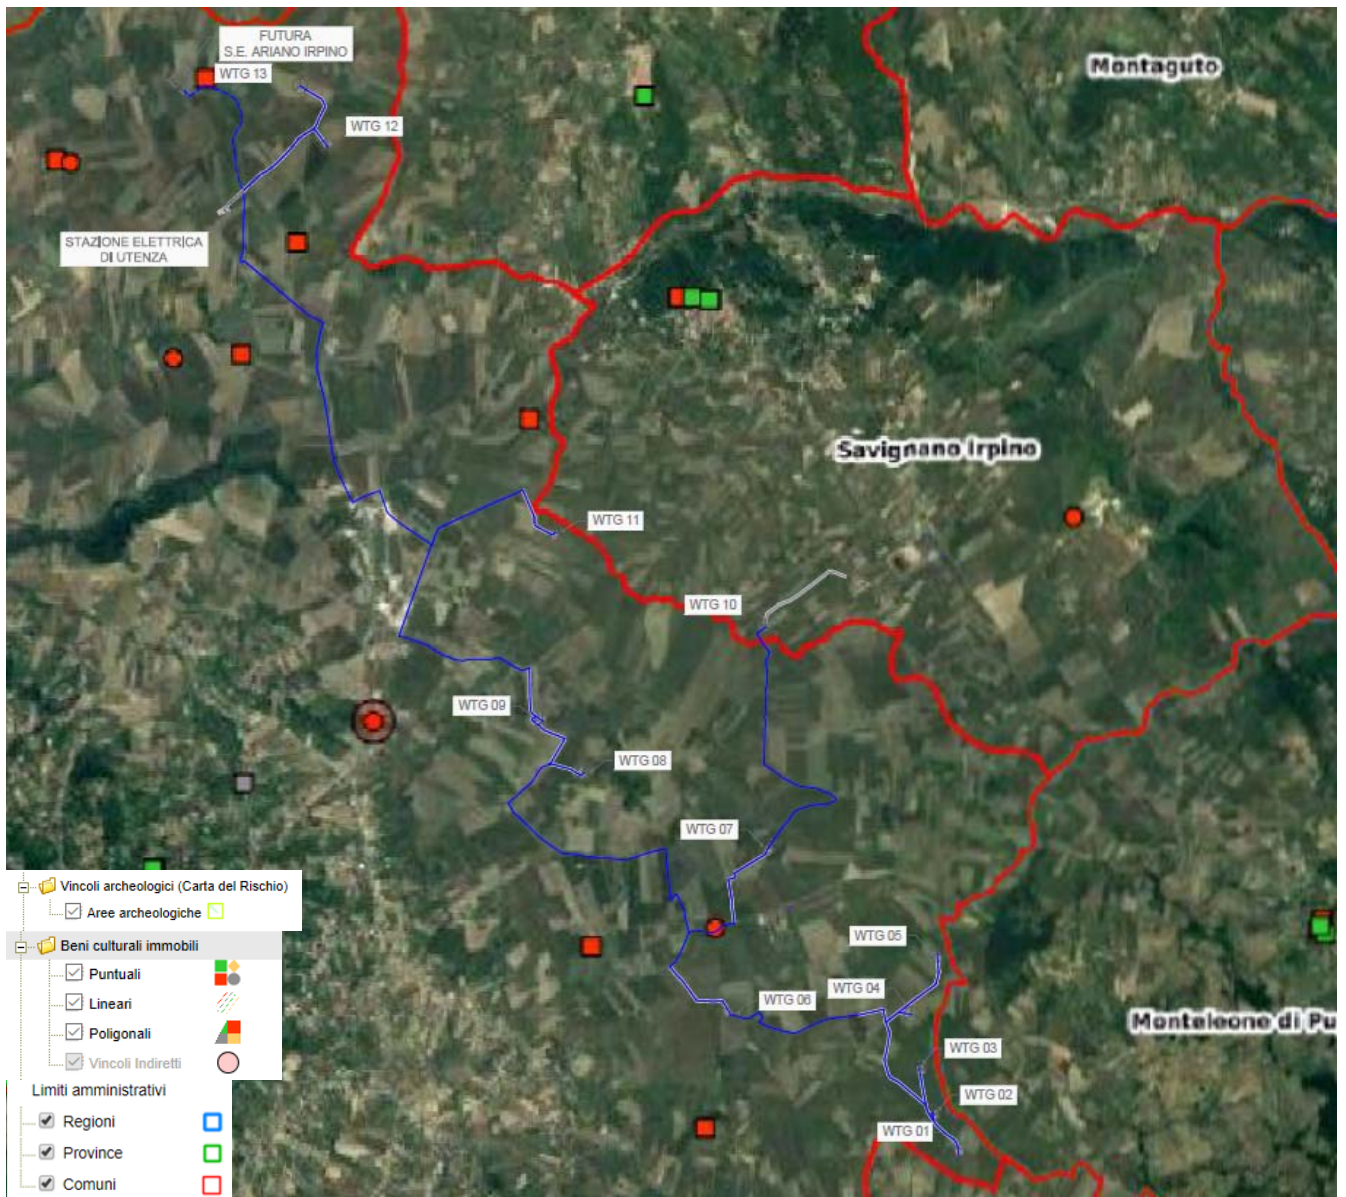 FUTURA
S.E. ARIANO IRPINO
WTG 13
Montaguto
WTG 12
STAZIONE ELETTRICA
DI UTENZA
Savignano Irpino
WTG 11
WTG 10
WTG 09
WTG 08
WTG 07
WTG 05
WTG 04
WTG 06
Monteleone di Pu
WTG 03
WTG 02
WTG 01
Vincoli archeologici (Carta del Rischio)
Aree archeologiche
Beni culturali immobili
Puntuali
Lineari
Poligonali
Vincoli Indiretti
Limiti amministrativi
Regioni
Province
Comuni